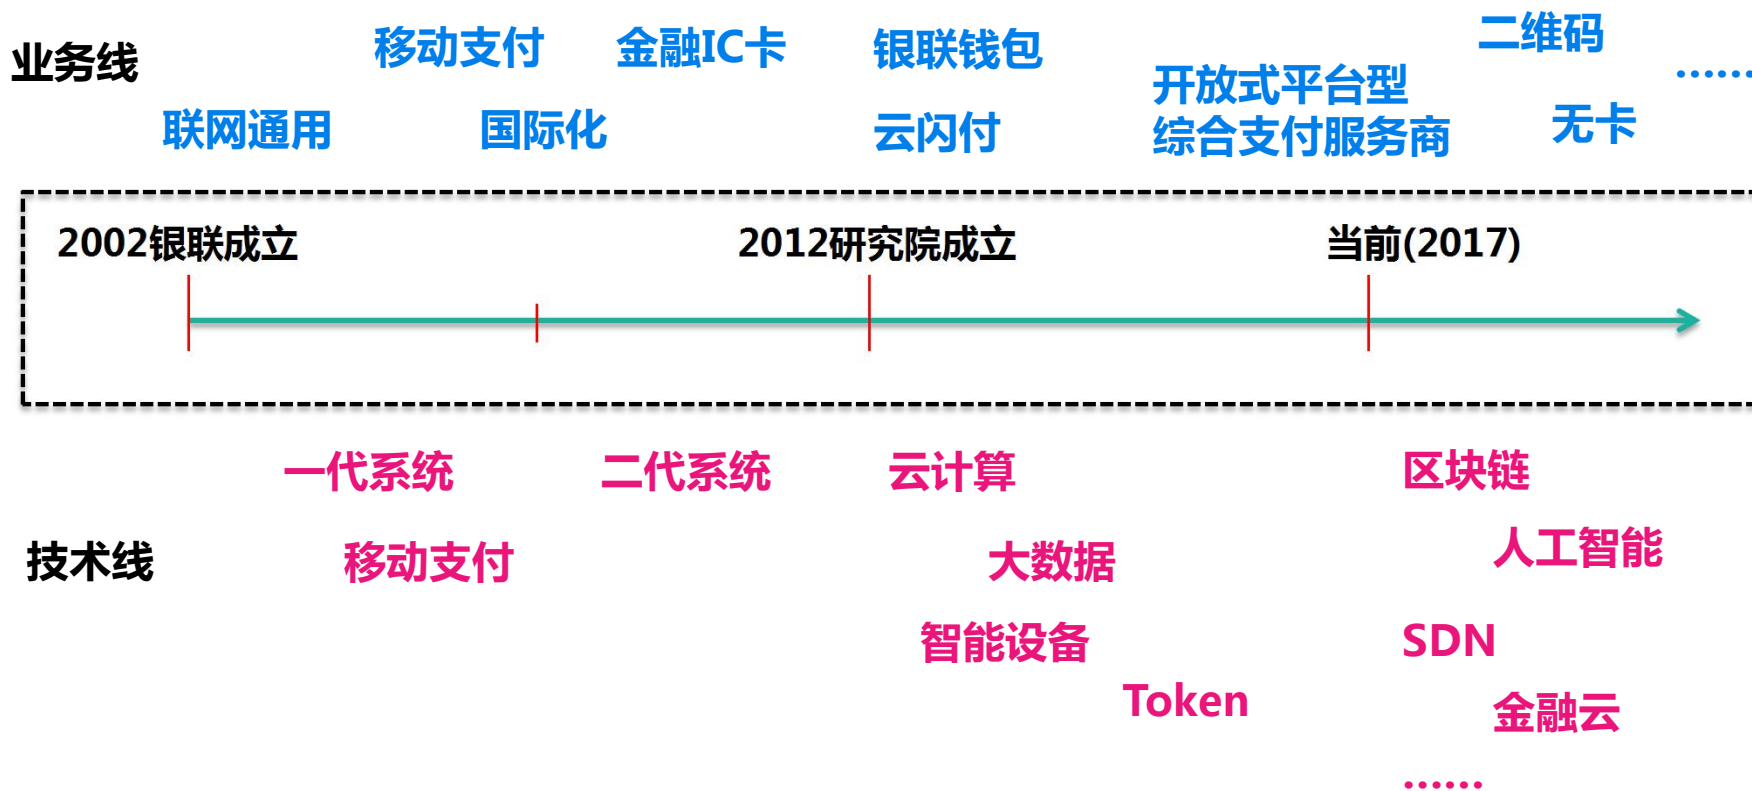 业务线
移动支付
金融IC卡
银联钱包
二维码
……
联网通用
国际化
云闪付
开放式平台型
综合支付服务商
无卡
2002银联成立
2012研究院成立
当前(2017)
一代系统
二代系统
云计算
区块链
技术线
移动支付
大数据
人工智能
智能设备
SDN
Token
金融云
……